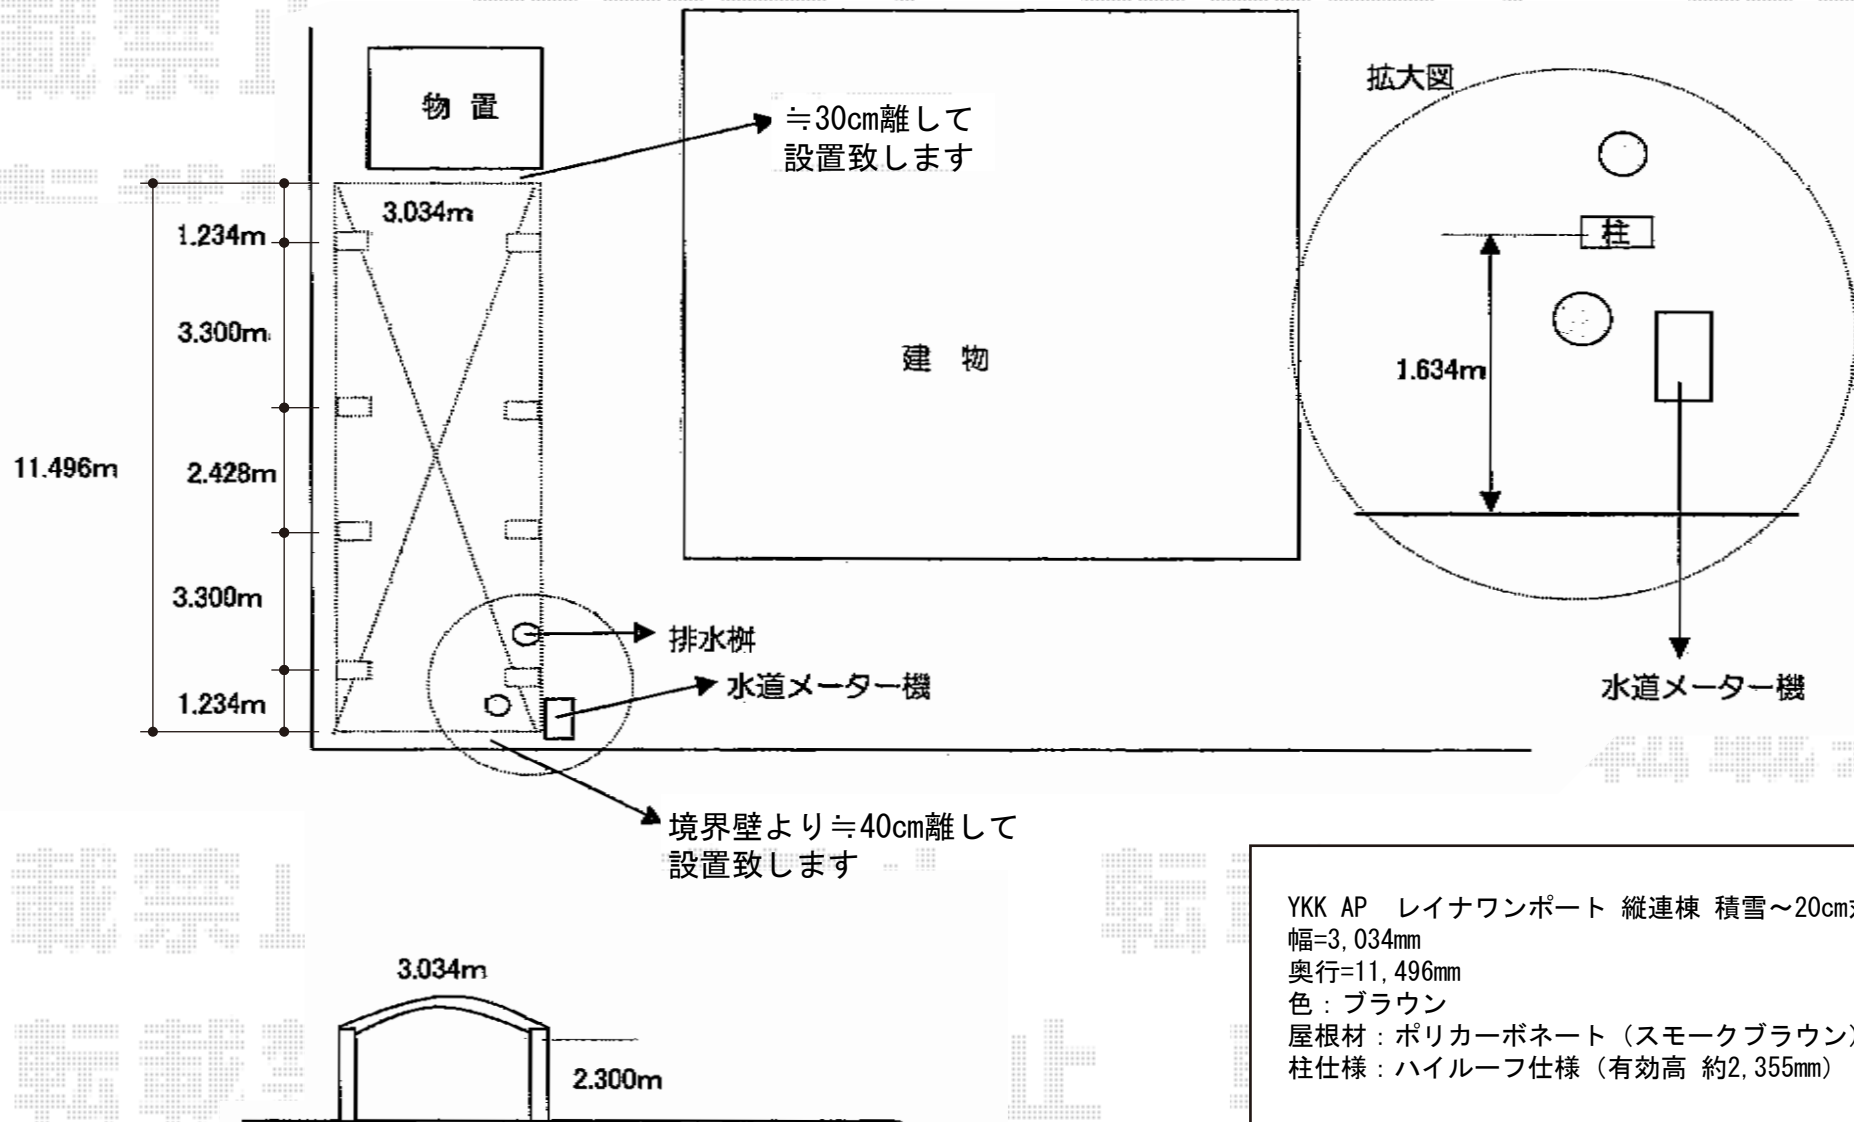 物置
≒30cm離して
設置致します
拡大図
3.034m
1.234m
柱
3.300m
建物
1.634m
11.496m
2.428m
3.300m
排水桝
水道メーター機
水道メーター機
1.234m
境界壁より≒40cm離して
設置致します
YKK AP レイナワンポート 縦連棟 積雪～20cm
幅=3,034mm
奥行=11,496mm
色：ブラウン
屋根材：ポリカーボネート（スモークブラウン）
柱仕様：ハイルーフ仕様（有効高 約2,355mm）
3.034m
2.300m